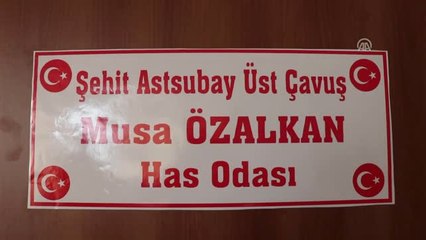 Şehit Astsubay Üst Çavuş
Musa ÖZALKAN
Has Odası